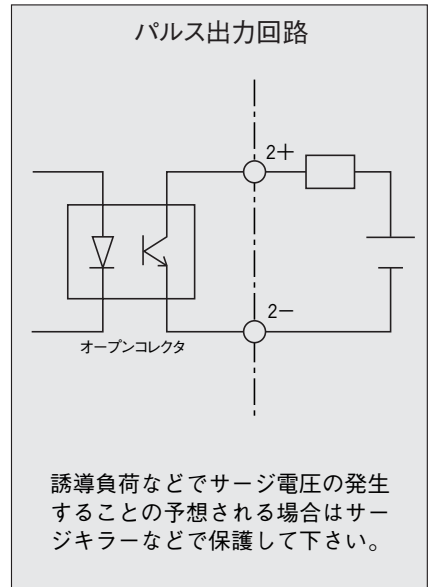 パルス出力回路
2+
2−
オープンコレクタ
誘導負荷などでサージ電圧の発生
することの予想される場合はサー
ジキラーなどで保護して下さい。